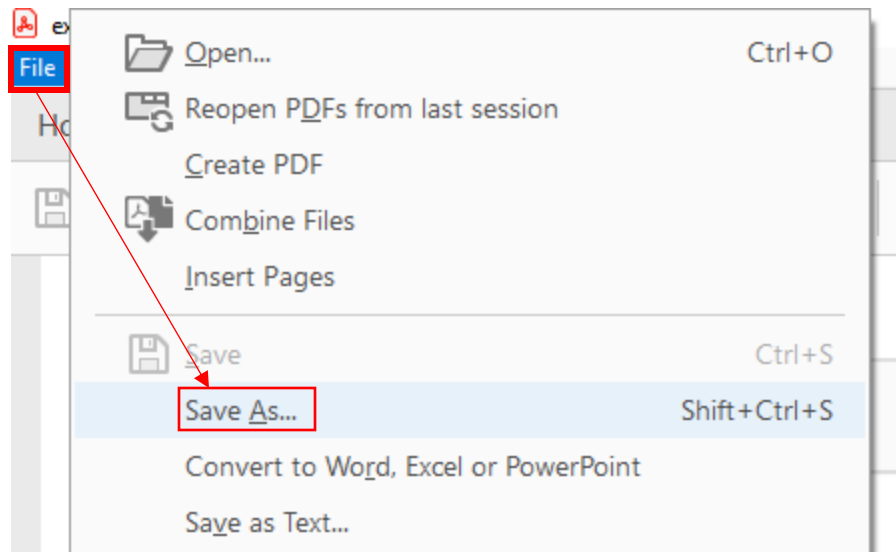 File
Open... Ctrl+O
Reopen PDFs from last session
Create PDF
Combine Files
Insert Pages
Save Ctrl+S
Save As... Shift+Ctrl+S
Convert to Word, Excel or PowerPoint
Save as Text...